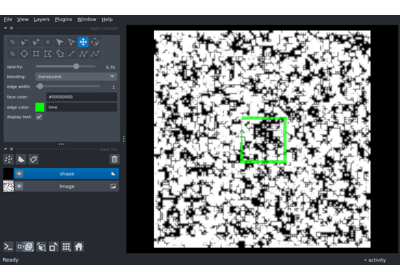 File View Layers Plugins Window Help
opacity: 0.70
blending: translucent
edge width: 1
face color: #00000000
edge color: lime
display text:
shape
Image
Ready
activity